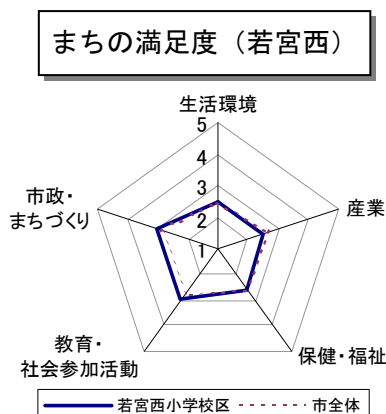 まちの満足度（若宮西）
生活環境
5
4
3
2
1
産業
保健・福祉
教育・
社会参加活動
市政・
まちづくり
若宮西小学校区
市全体